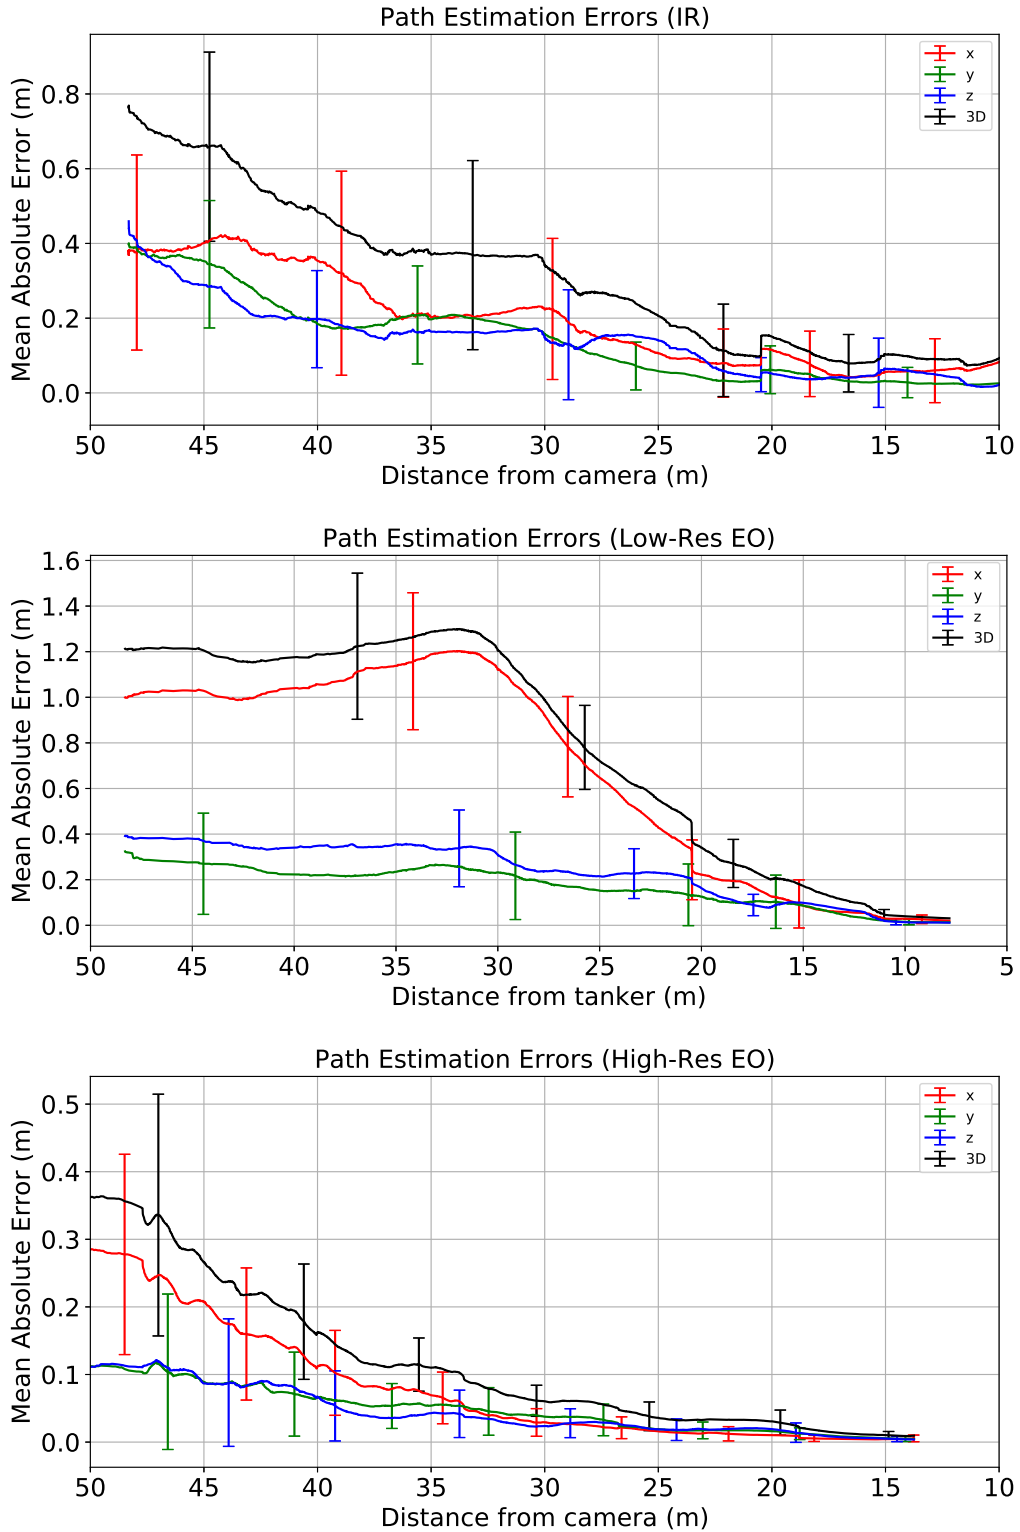 Path Estimation Errors (IR)
Mean Absolute Error (m)
0.8
0.6
0.4
0.2
0.0
x
y
z
3D
50 45 40 35 30 25 20 15 10
Distance from camera (m)
Path Estimation Errors (Low-Res EO)
Mean Absolute Error (m)
1.6
1.4
1.2
1.0
0.8
0.6
0.4
0.2
0.0
x
y
z
3D
50 45 40 35 30 25 20 15 10 5
Distance from tanker (m)
Path Estimation Errors (High-Res EO)
Mean Absolute Error (m)
0.5
0.4
0.3
0.2
0.1
0.0
x
y
z
3D
50 45 40 35 30 25 20 15 10
Distance from camera (m)